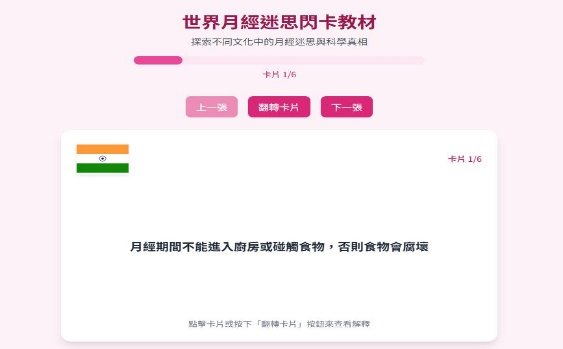 世界月經迷思閃卡教材
探索不同文化中的月經迷思與科學真相
卡片 1/6
上一張 翻轉卡片 下一張
卡片 1/6
月經期間不能進入廚房或碰觸食物，否則食物會腐壞
點擊卡片或按下「翻轉卡片」按鈕來查看解釋